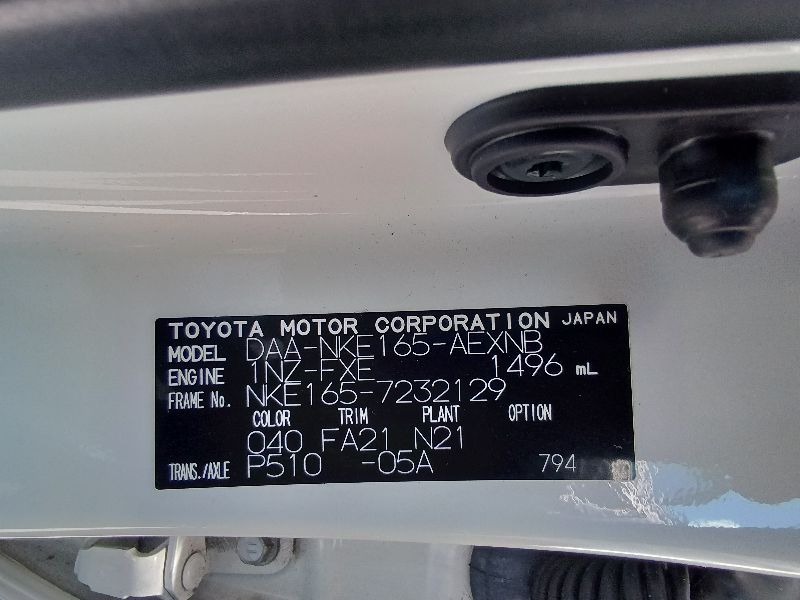 TOYOTA MOTOR CORPORATION JAPAN
MODEL DAA-NKE165-AEXNB
ENGINE 1NZ-FXE 1496 mL
FRAME No. NKE165-7232129
COLOR TRIM PLANT OPTION
040 FA21 N21
TRANS./AXLE P510 -05A 794